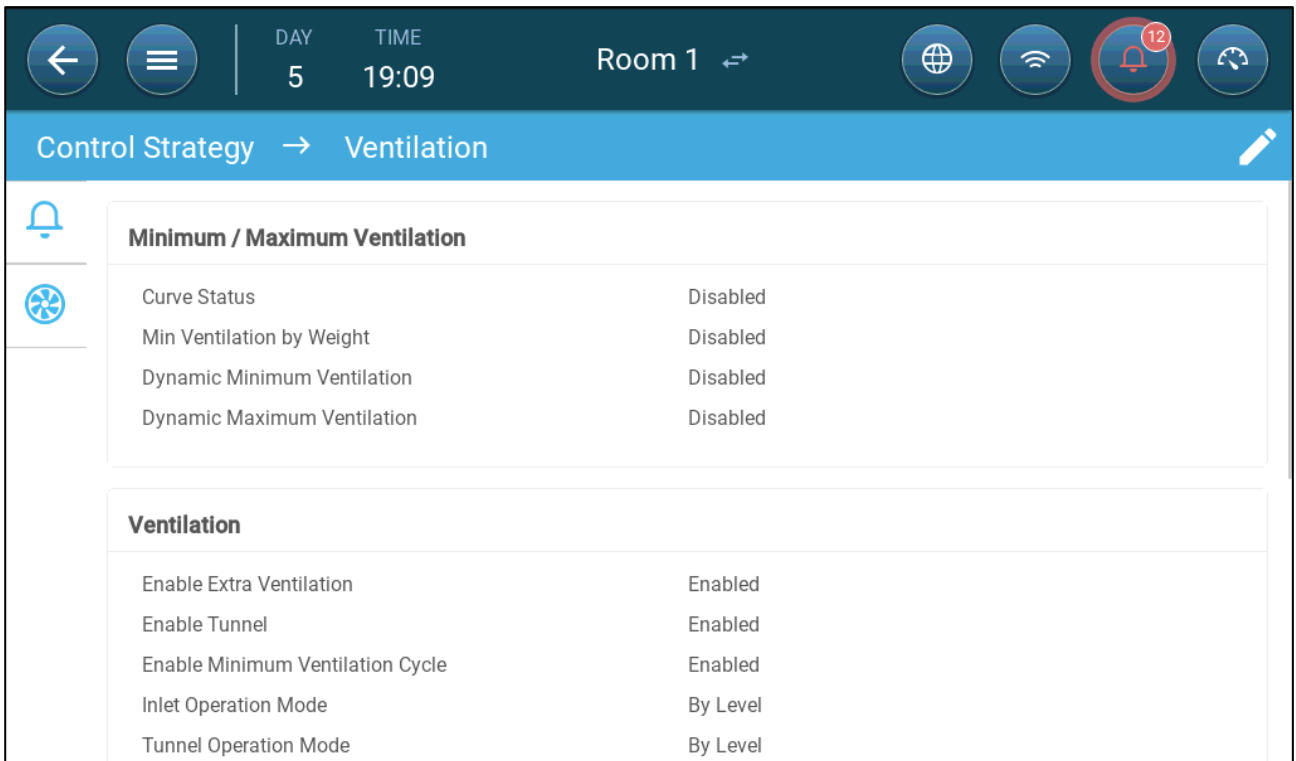 DAY TIME
5 19:09
Room 1
12
Control Strategy → Ventilation
Minimum / Maximum Ventilation
Curve Status Disabled
Min Ventilation by Weight Disabled
Dynamic Minimum Ventilation Disabled
Dynamic Maximum Ventilation Disabled
Ventilation
Enable Extra Ventilation Enabled
Enable Tunnel Enabled
Enable Minimum Ventilation Cycle Enabled
Inlet Operation Mode By Level
Tunnel Operation Mode By Level